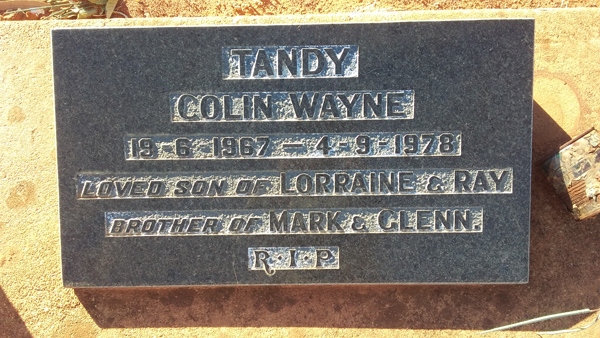 TANDY
COLIN WAYNE
19-6-1967 - 4-9-1978
LOVED SON OF LORRAINE & RAY
BROTHER OF MARK & GLENN.
R·I·P